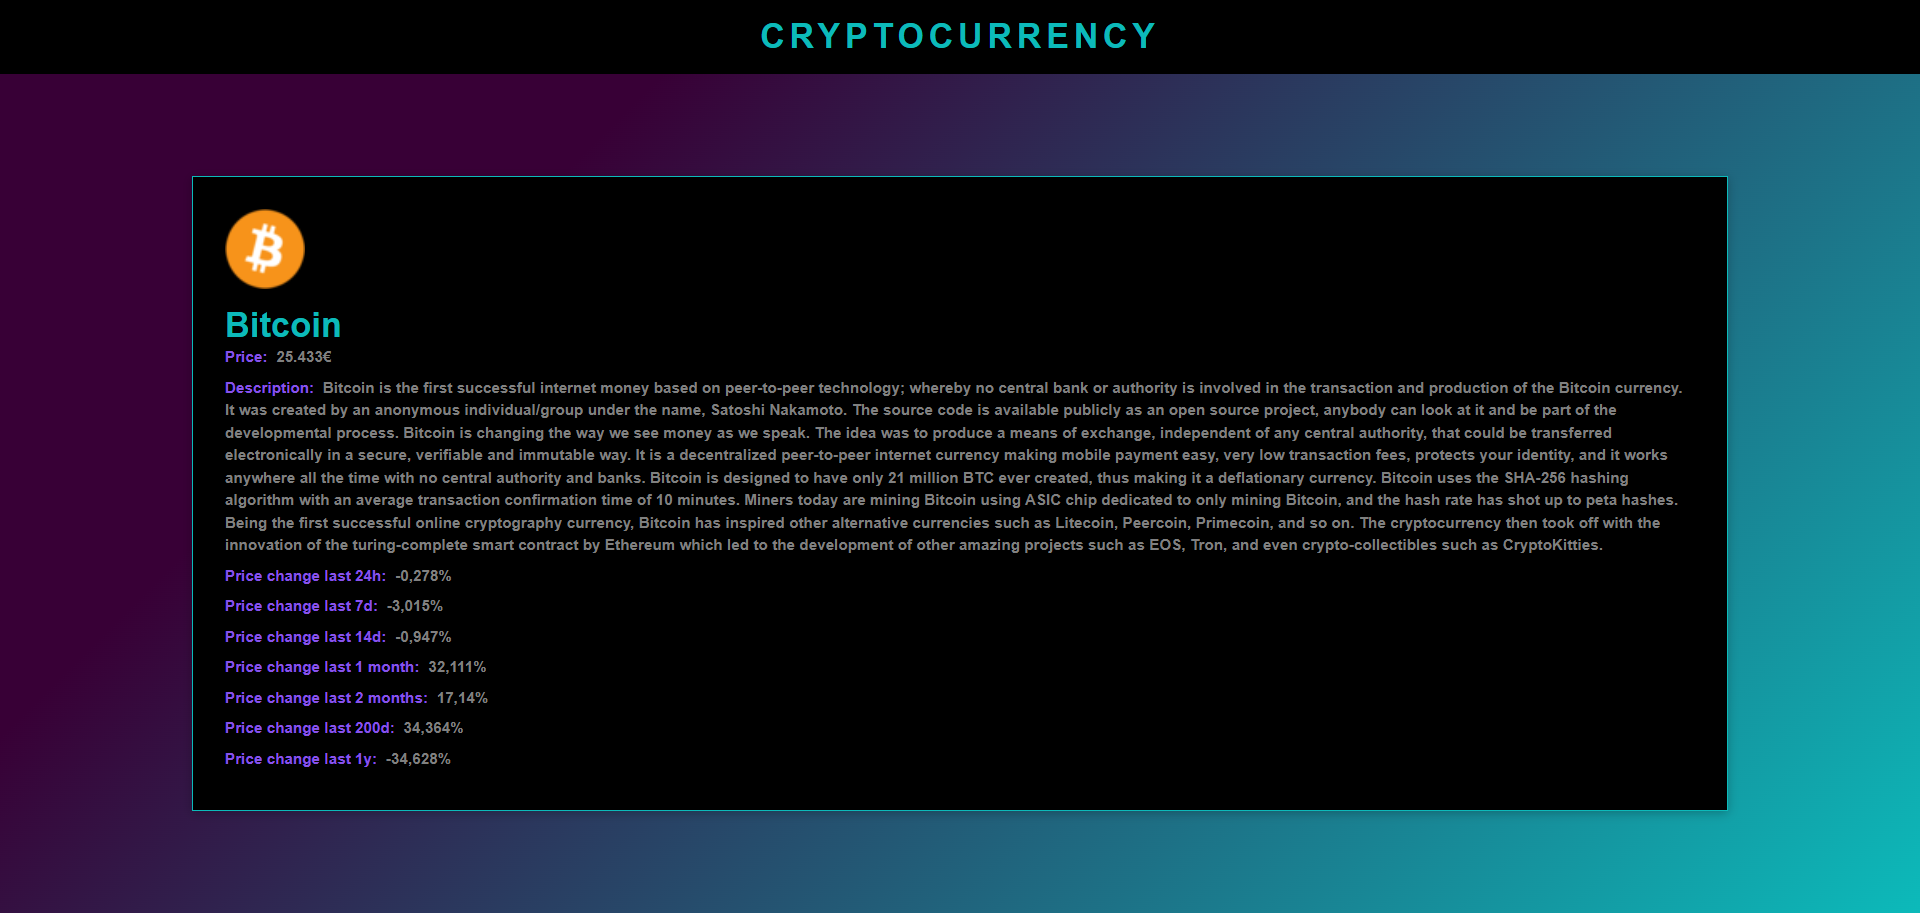 CRYPTOCURRENCY
Bitcoin
Price: 25.433€
Description: Bitcoin is the first successful internet money based on peer-to-peer technology; whereby no central bank or authority is involved in the transaction and production of the Bitcoin currency.
It was created by an anonymous individual/group under the name, Satoshi Nakamoto. The source code is available publicly as an open source project, anybody can look at it and be part of the
developmental process. Bitcoin is changing the way we see money as we speak. The idea was to produce a means of exchange, independent of any central authority, that could be transferred
electronically in a secure, verifiable and immutable way. It is a decentralized peer-to-peer internet currency making mobile payment easy, very low transaction fees, protects your identity, and it works
anywhere all the time with no central authority and banks. Bitcoin is designed to have only 21 million BTC ever created, thus making it a deflationary currency. Bitcoin uses the SHA-256 hashing
algorithm with an average transaction confirmation time of 10 minutes. Miners today are mining Bitcoin using ASIC chip dedicated to only mining Bitcoin, and the hash rate has shot up to peta hashes.
Being the first successful online cryptography currency, Bitcoin has inspired other alternative currencies such as Litecoin, Peercoin, Primecoin, and so on. The cryptocurrency then took off with the
innovation of the turing-complete smart contract by Ethereum which led to the development of other amazing projects such as EOS, Tron, and even crypto-collectibles such as CryptoKitties.
Price change last 24h: -0,278%
Price change last 7d: -3,015%
Price change last 14d: -0,947%
Price change last 1 month: 32,111%
Price change last 2 months: 17,14%
Price change last 200d: 34,364%
Price change last 1y: -34,628%